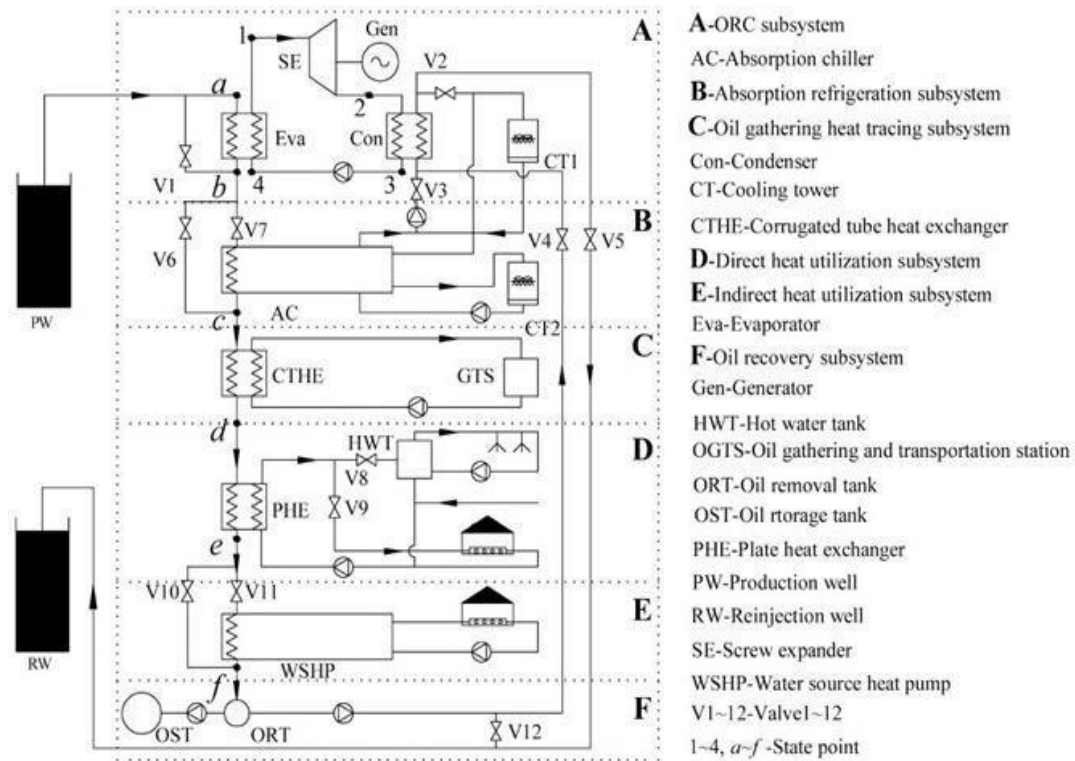 A
1
Gen
SE
V2
a
2
Eva
Con
CT1
V1
b
4
3
V3
B
V7
V6
V4
V5
PW
AC
c
CT2
C
CTHE
GTS
d
HWT
D
V8
PHE
V9
e
V10
V11
E
RW
WSHP
f
F
OST
ORT
V12
A-ORC subsystem
AC-Absorption chiller
B-Absorption refrigeration subsystem
C-Oil gathering heat tracing subsystem
Con-Condenser
CT-Cooling tower
CTHE-Corrugated tube heat exchanger
D-Direct heat utilization subsystem
E-Indirect heat utilization subsystem
Eva-Evaporator
F-Oil recovery subsystem
Gen-Generator
HWT-Hot water tank
OGTS-Oil gathering and transportation station
ORT-Oil removal tank
OST-Oil rtorage tank
PHE-Plate heat exchanger
PW-Production well
RW-Reinjection well
SE-Screw expander
WSHP-Water source heat pump
V1~12-Valve1~12
1~4, a~f -State point